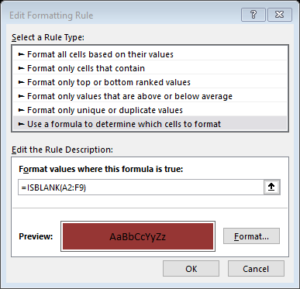 Edit Formatting Rule
?
Select a Rule Type:
► Format all cells based on their values
► Format only cells that contain
► Format only top or bottom ranked values
► Format only values that are above or below average
► Format only unique or duplicate values
► Use a formula to determine which cells to format
Edit the Rule Description:
Format values where this formula is true:
=ISBLANK(A2:F9)
Preview: AaBbCcYyZz Format...
OK Cancel